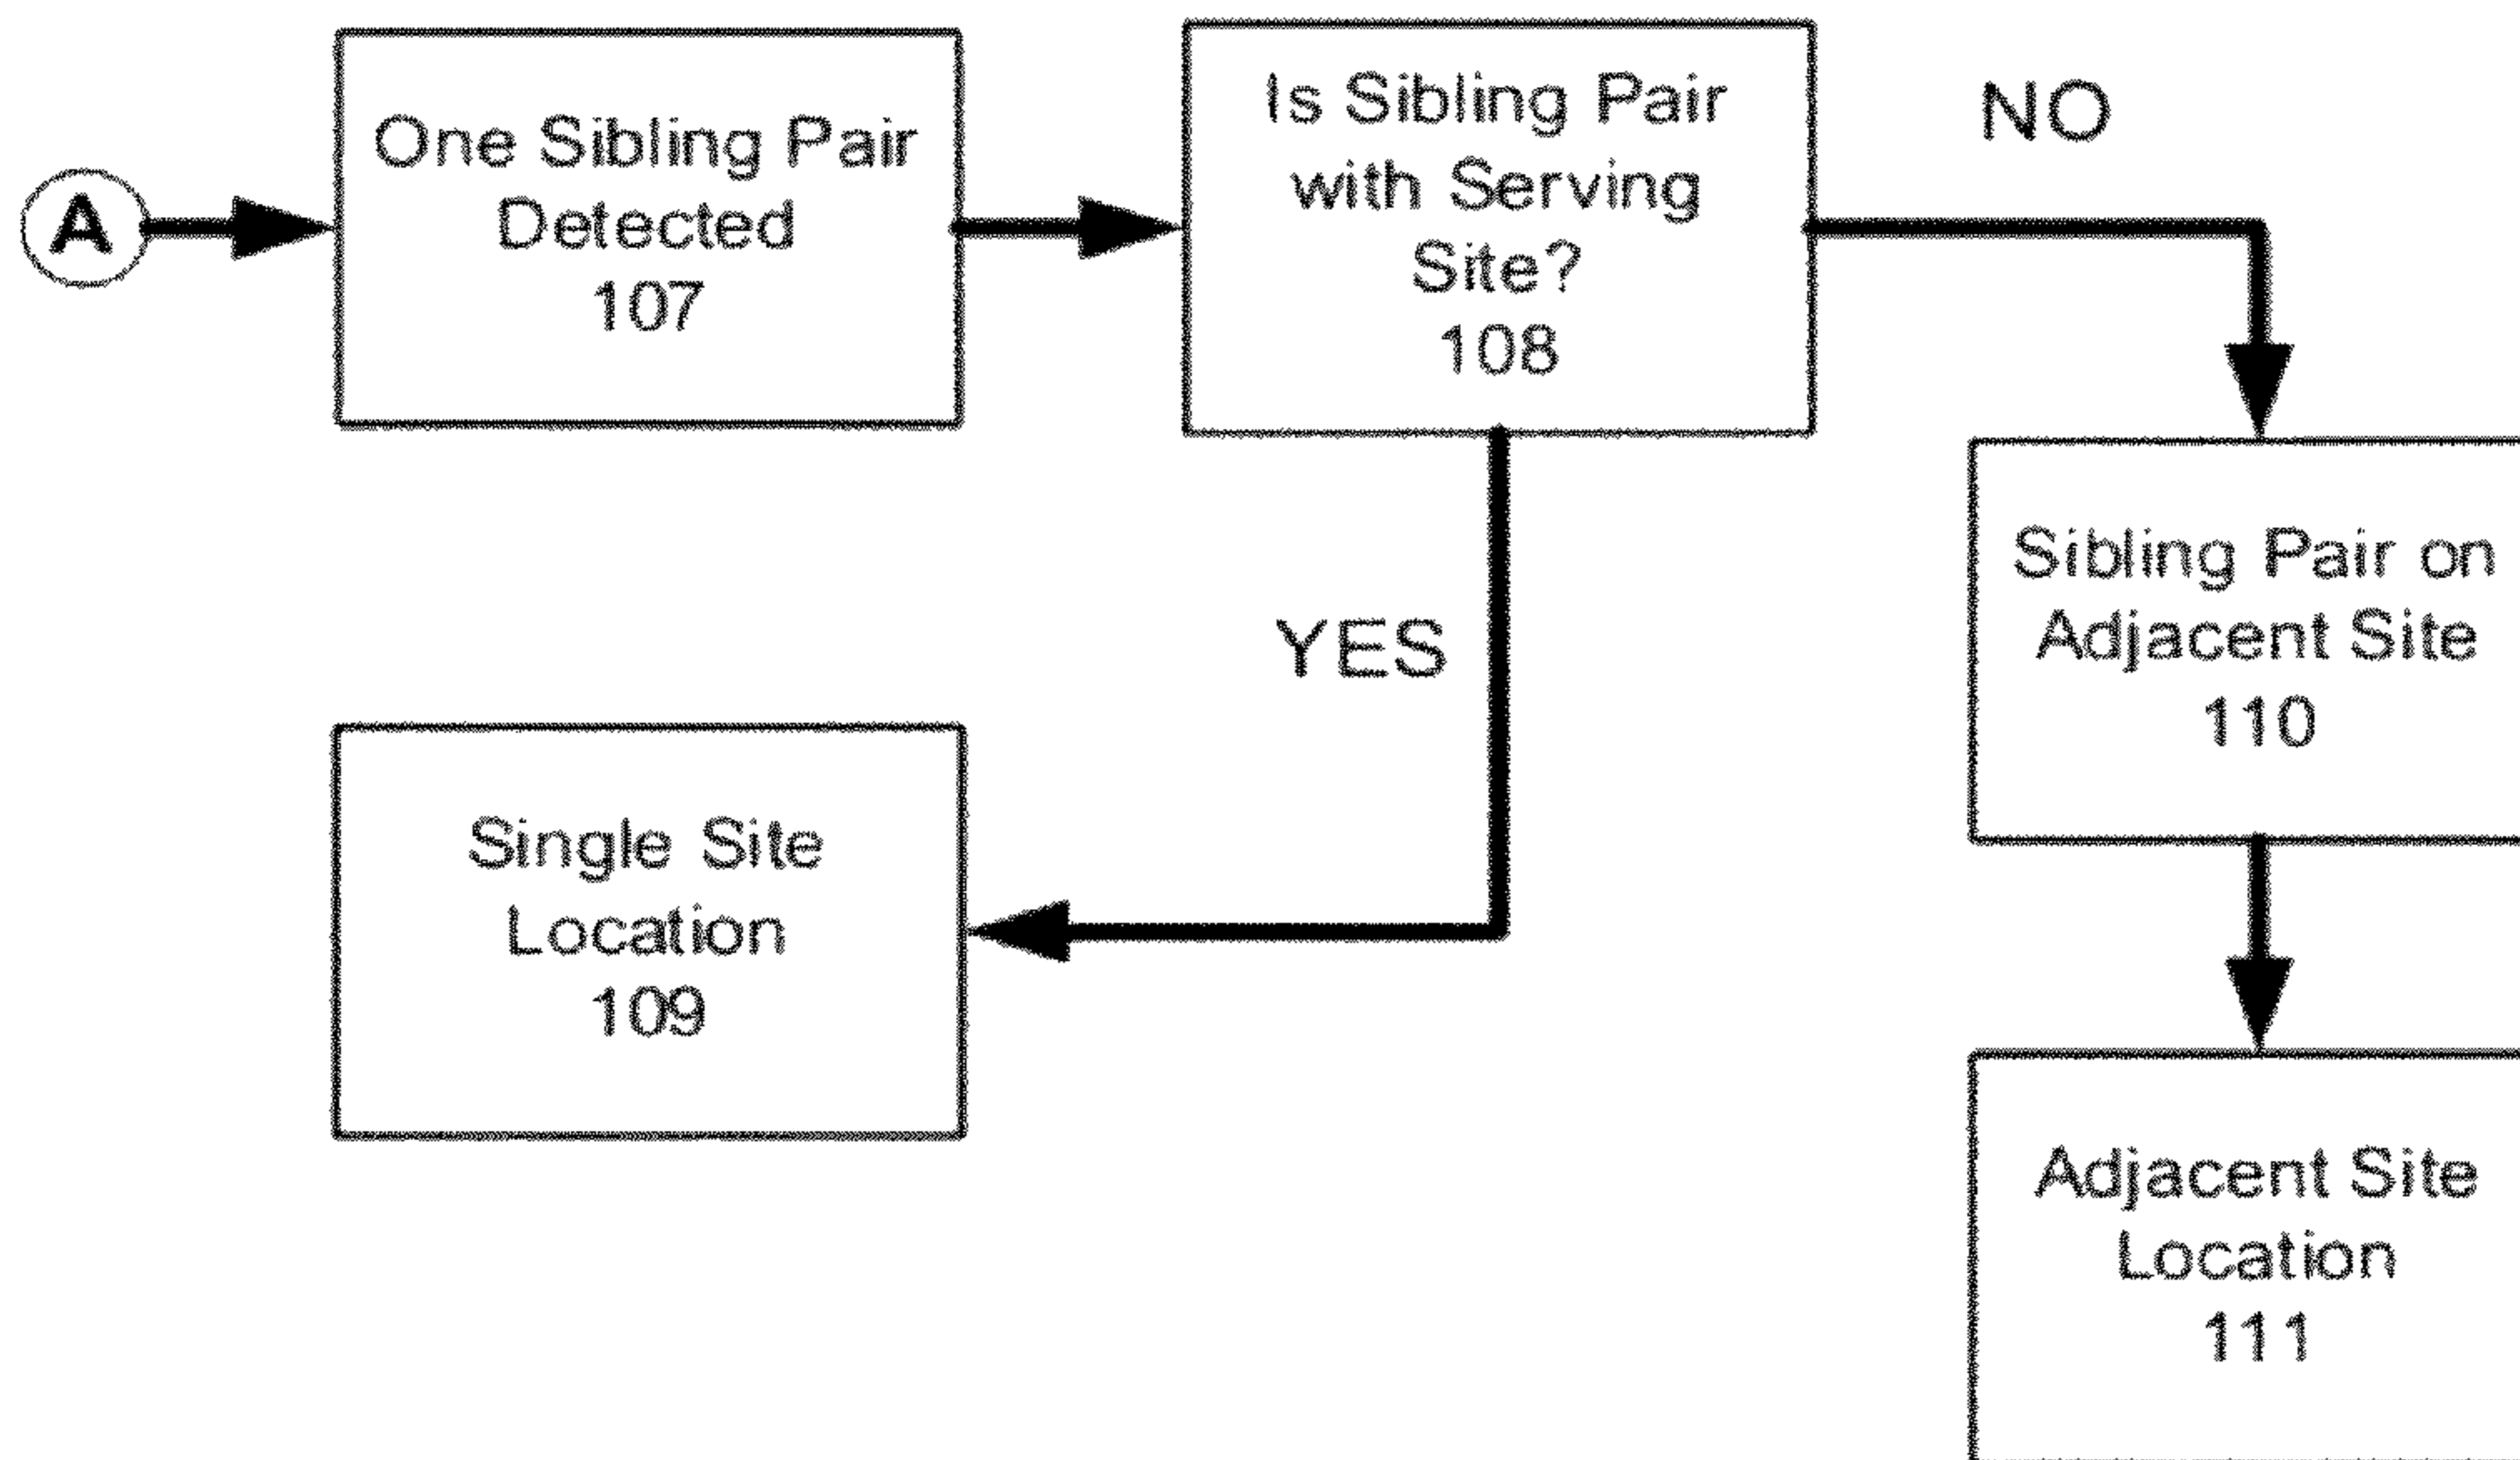 A
One Sibling Pair
Detected
107
Is Sibling Pair
with Serving
Site?
108
NO
YES
Sibling Pair on
Adjacent Site
110
Single Site
Location
109
Adjacent Site
Location
111